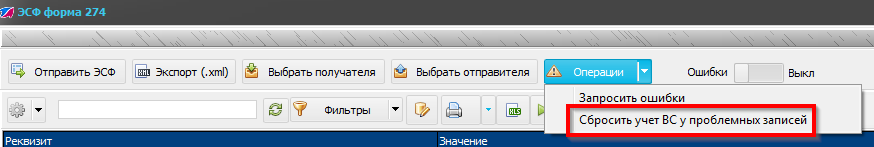 ЭСФ форма 274
Отправить ЭСФ Экспорт (.xml) Выбрать получателя Выбрать отправителя Операции Ошибки Выкл
Запросить ошибки
Фильтры XLS
Сбросить учет ВС у проблемных записей
Реквизит Значение